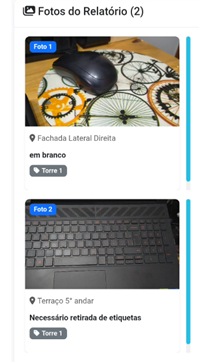 Fotos do Relatório (2)
Foto 1
Fachada Lateral Direita
em branco
Torre 1
Foto 2
Terraço 5° andar
Necessário retirada de etiquetas
Torre 1